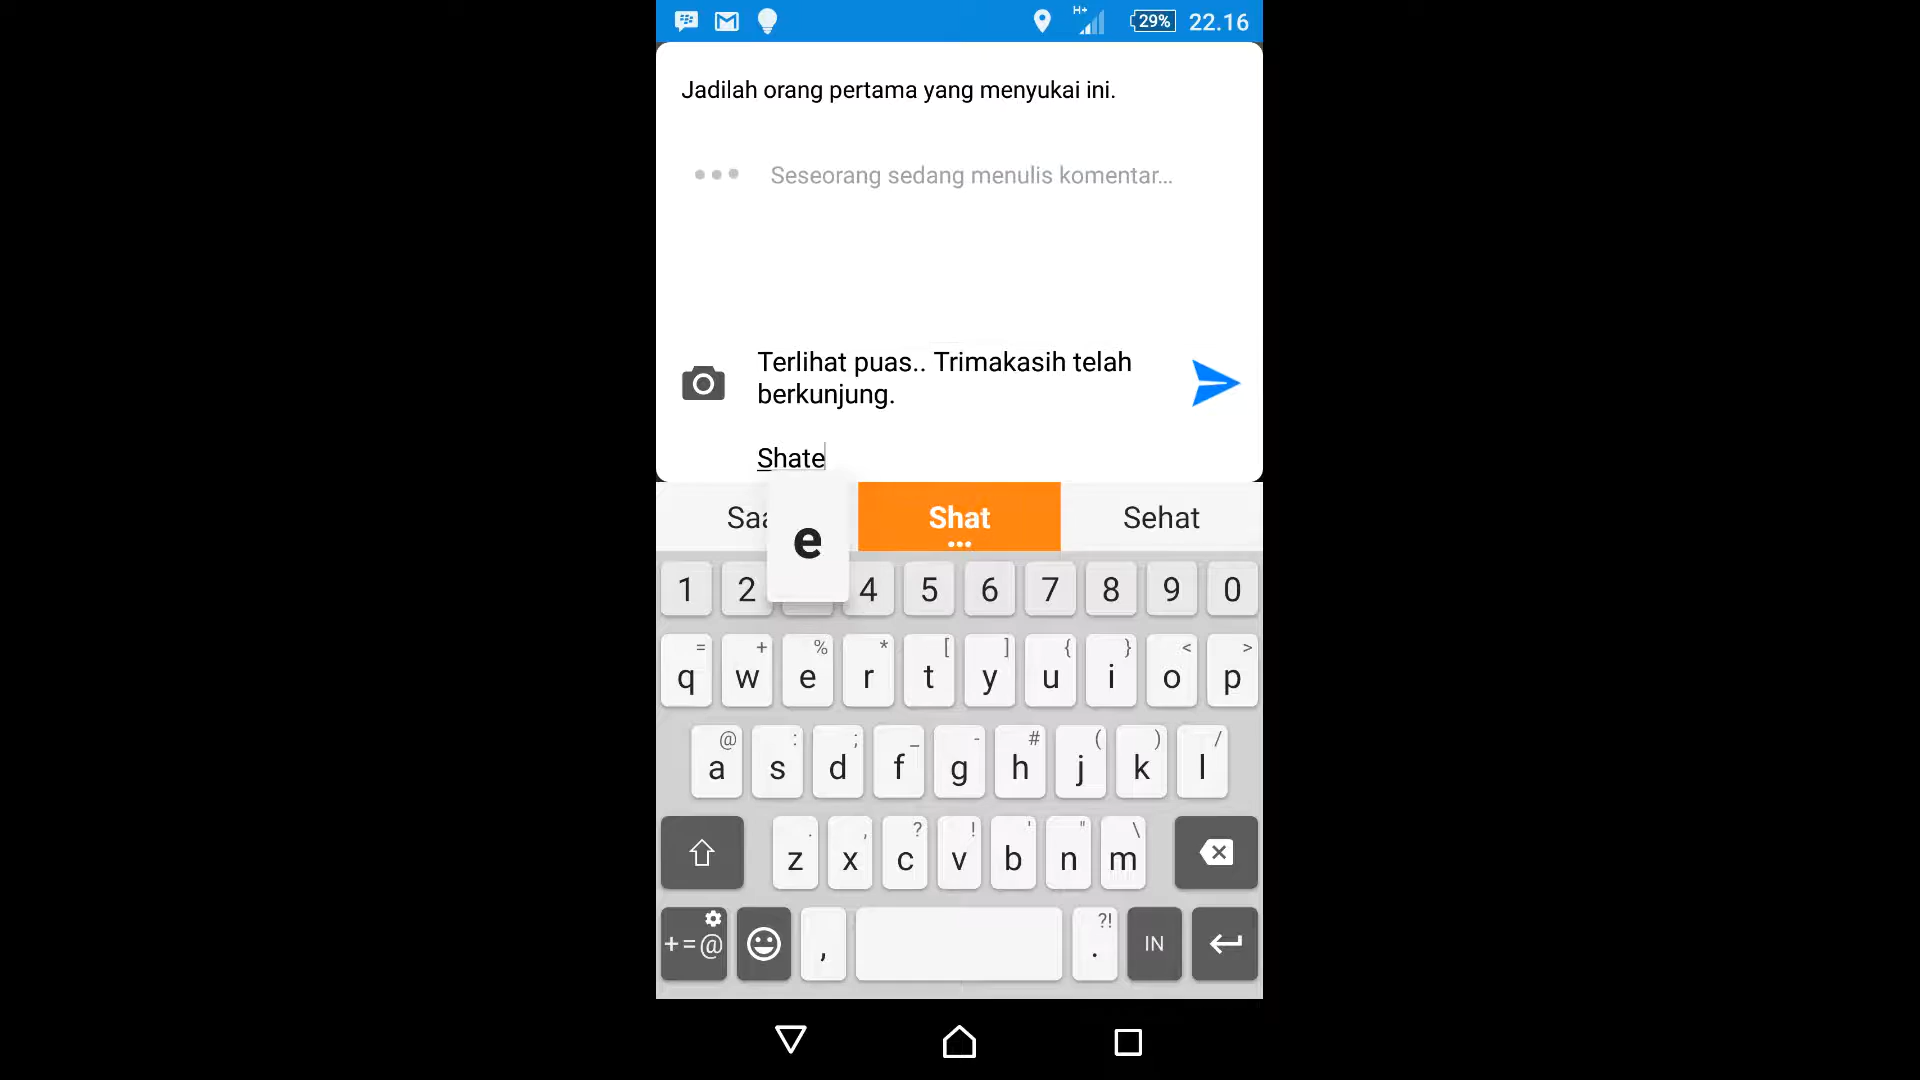 H+ 29% 22.16
Jadilah orang pertama yang menyukai ini.
Seseorang sedang menulis komentar...
Terlihat puas.. Trimakasih telah
berkunjung.
Shate
Shat Sehat
e
1 2 4 5 6 7 8 9 0
= + % * [ ] { } < >
q w e r t y u i o p
@ : ; _ - # ( ) /
a s d f g h j k l
. , ? ! ' " \
z x c v b n m
?!
+=@ , . IN